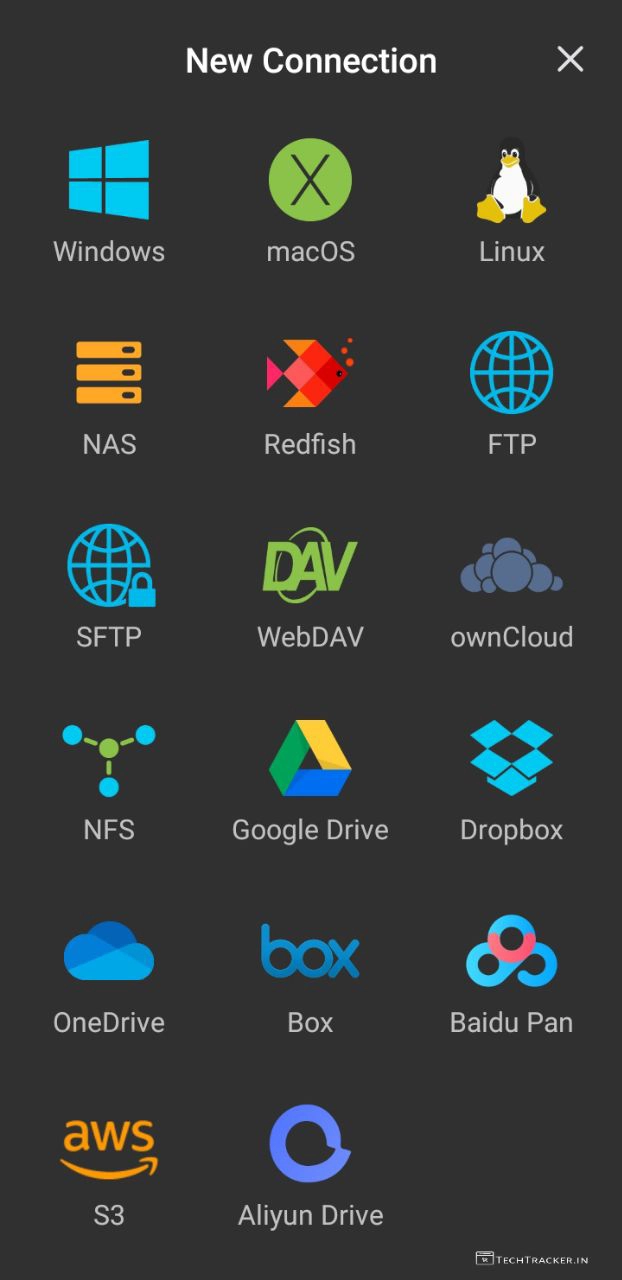 New Connection
Windows
macOS
Linux
NAS
Redfish
FTP
SFTP
DAV
WebDAV
ownCloud
NFS
Google Drive
Dropbox
OneDrive
box
Box
Baidu Pan
aws
S3
Aliyun Drive
TECHTRACKER.IN